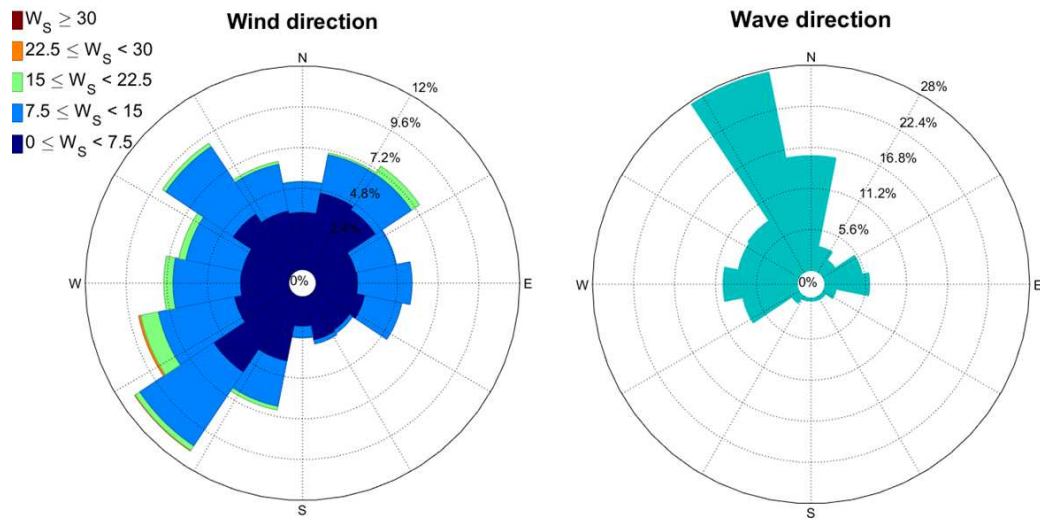 W_S ≥ 30
22.5 ≤ W_S < 30
15 ≤ W_S < 22.5
7.5 ≤ W_S < 15
0 ≤ W_S < 7.5
Wind direction
N
12%
9.6%
7.2%
4.8%
2.4%
0%
W
E
S
Wave direction
N
28%
22.4%
16.8%
11.2%
5.6%
0%
W
E
S